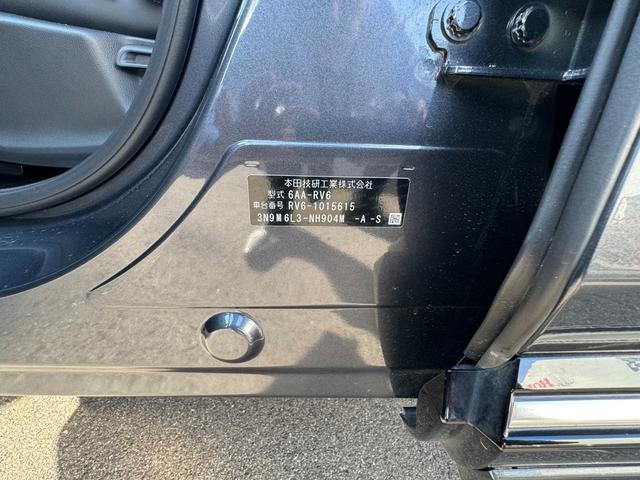 本田技研工業株式会社
型式 6AA-RV6
車台番号 RV6-1015615
3N9M6L3-NH904M -A-S